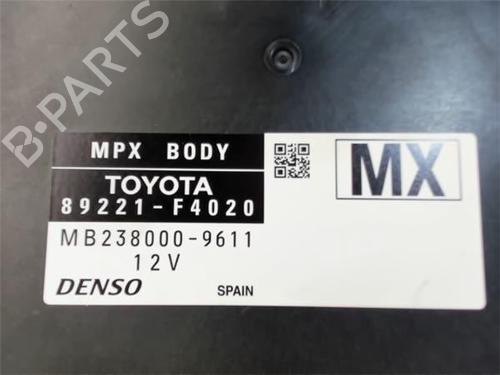 B-PARTS
MPX BODY
TOYOTA
89221-F4020
MB238000-9611
12V
DENSO
SPAIN
MX